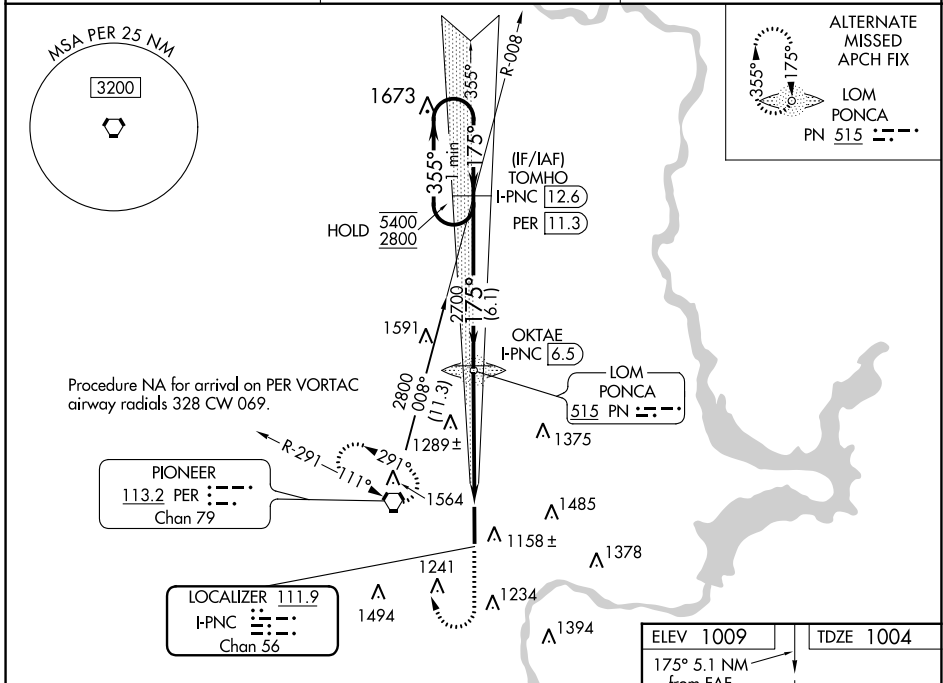 MSA PER 25 NM
3200
1673
355°
1 min
175°
355°
R-008
HOLD
5400
2800
(IF/IAF)
TOMHO
I-PNC 12.6
PER 11.3
ALTERNATE
MISSED
APCH FIX
355°
175°
LOM
PONCA
PN 515
2700
175°
(6.1)
1591
OKTAE
I-PNC 6.5
LOM
PONCA
515 PN
Procedure NA for arrival on PER VORTAC
airway radials 328 CW 069.
2800
008°
(11.3)
1289 ±
1375
R-291
111°
291°
1564
PIONEER
113.2 PER
Chan 79
1485
1158 ±
1378
1241
1494
1234
1394
LOCALIZER 111.9
I-PNC
Chan 56
ELEV 1009
TDZE 1004
175° 5.1 NM
from FAF